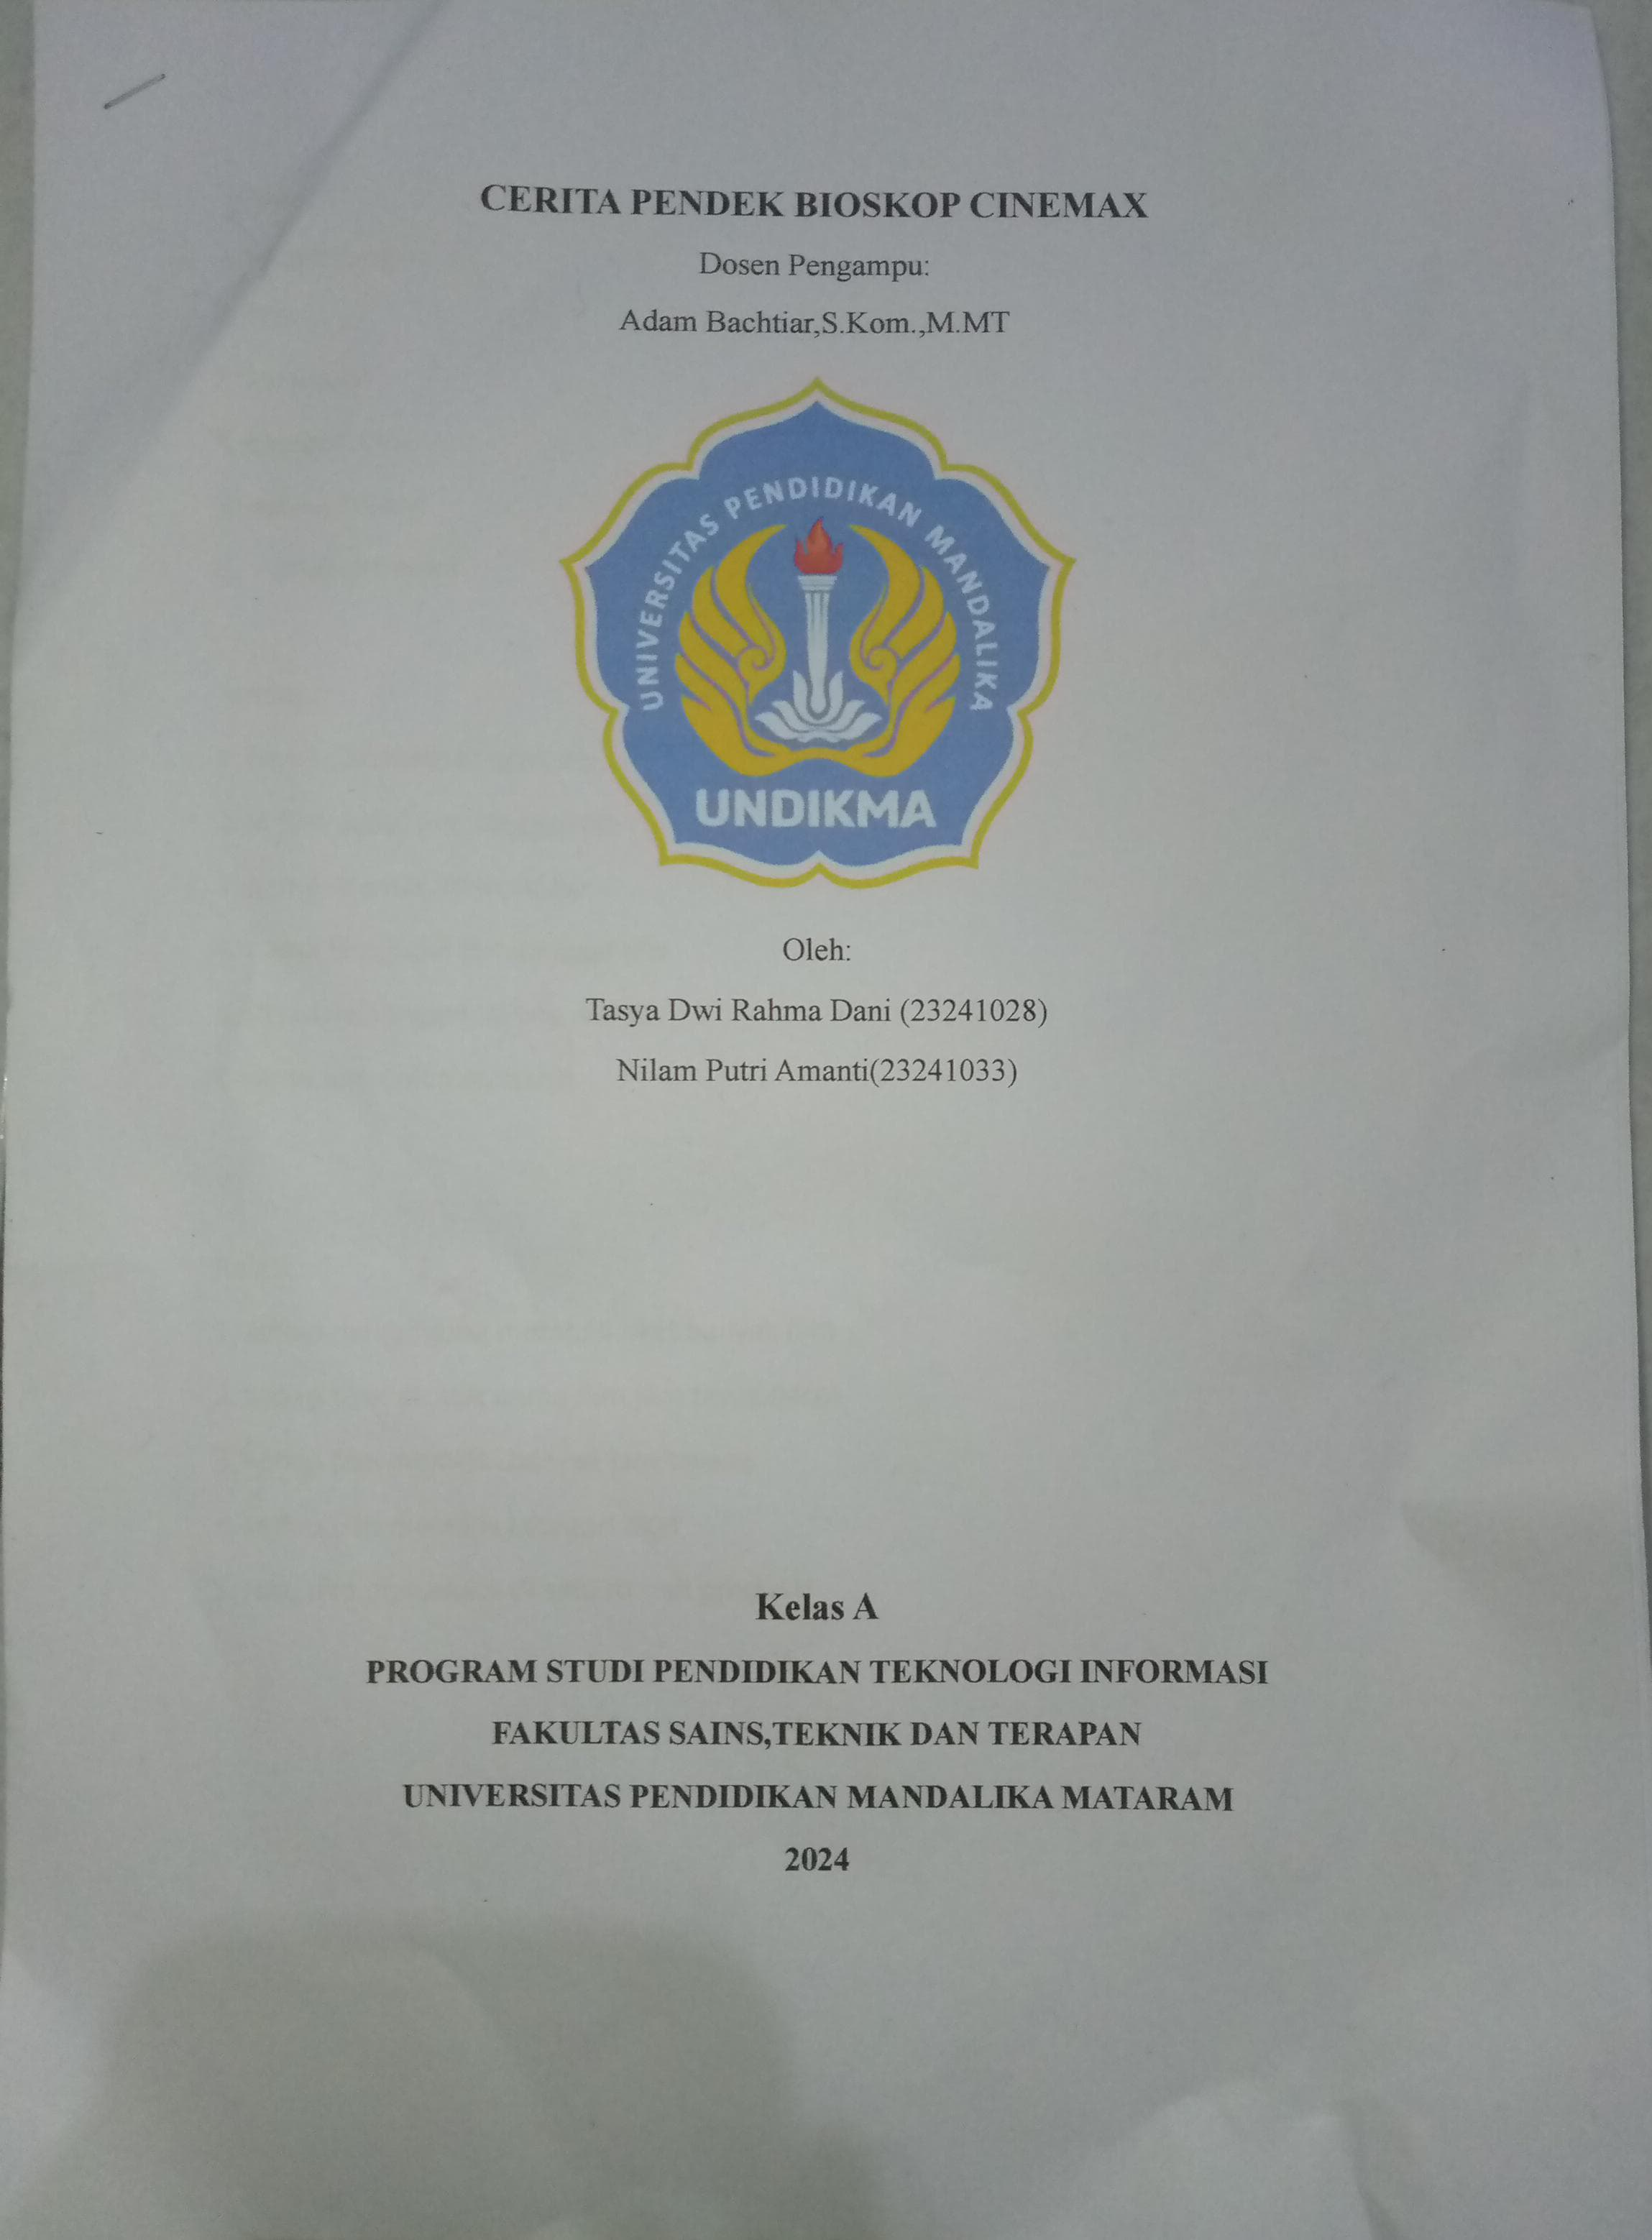 CERITA PENDEK BIOSKOP CINEMAX
Dosen Pengampu:
Adam Bachtiar,S.Kom.,M.MT
UNIVERSITAS PENDIDIKAN MANDALIKA
UNDIKMA
Oleh:
Tasya Dwi Rahma Dani (23241028)
Nilam Putri Amanti(23241033)
Kelas A
PROGRAM STUDI PENDIDIKAN TEKNOLOGI INFORMASI
FAKULTAS SAINS,TEKNIK DAN TERAPAN
UNIVERSITAS PENDIDIKAN MANDALIKA MATARAM
2024